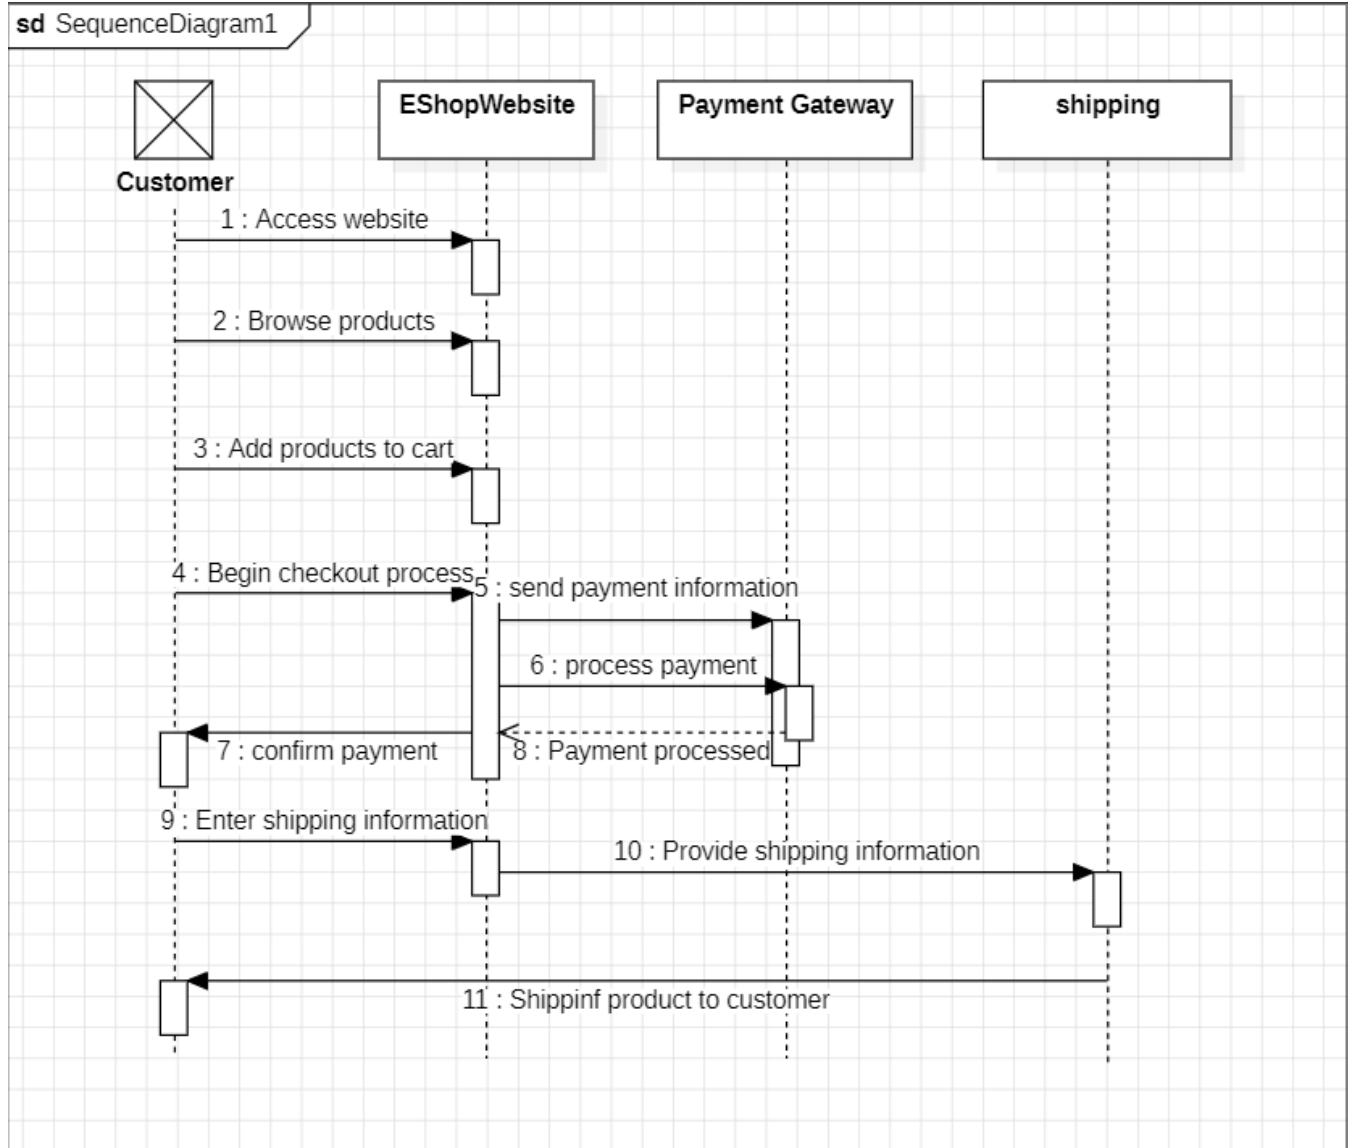 sd SequenceDiagram1
EShopWebsite
Payment Gateway
shipping
Customer
1 : Access website
2 : Browse products
3 : Add products to cart
4 : Begin checkout process
5 : send payment information
6 : process payment
7 : confirm payment
8 : Payment processed
9 : Enter shipping information
10 : Provide shipping information
11 : Shippinf product to customer